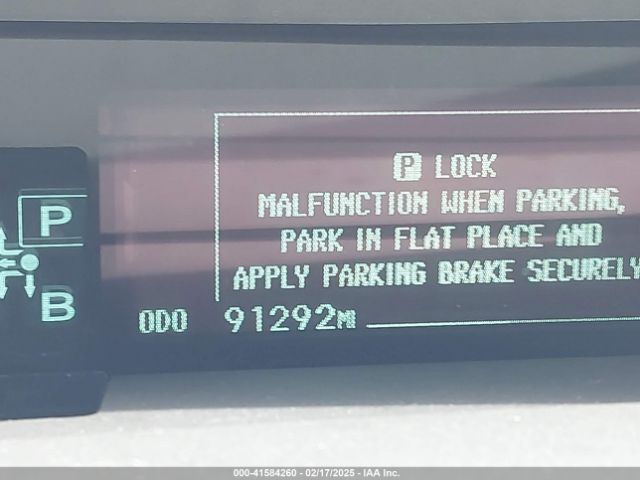 P LOCK
MALFUNCTION WHEN PARKING,
PARK IN FLAT PLACE AND
APPLY PARKING BRAKE SECURELY
P
B
ODO 91292MI
000-41584260 - 02/17/2025 - IAA Inc.